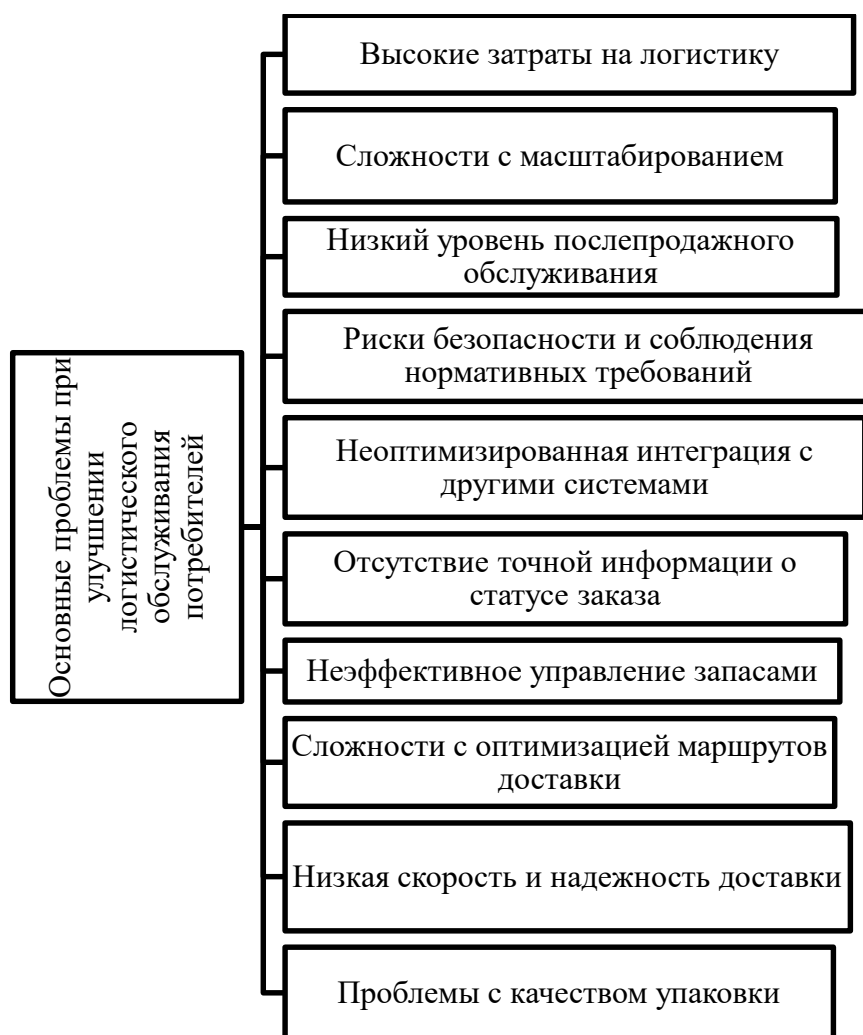 Основные проблемы при
улучшении
логистического
обслуживания
потребителей
Высокие затраты на логистику
Сложности с масштабированием
Низкий уровень послепродажного
обслуживания
Риски безопасности и соблюдения
нормативных требований
Неоптимизированная интеграция с
другими системами
Отсутствие точной информации о
статусе заказа
Неэффективное управление запасами
Сложности с оптимизацией маршрутов
доставки
Низкая скорость и надежность доставки
Проблемы с качеством упаковки